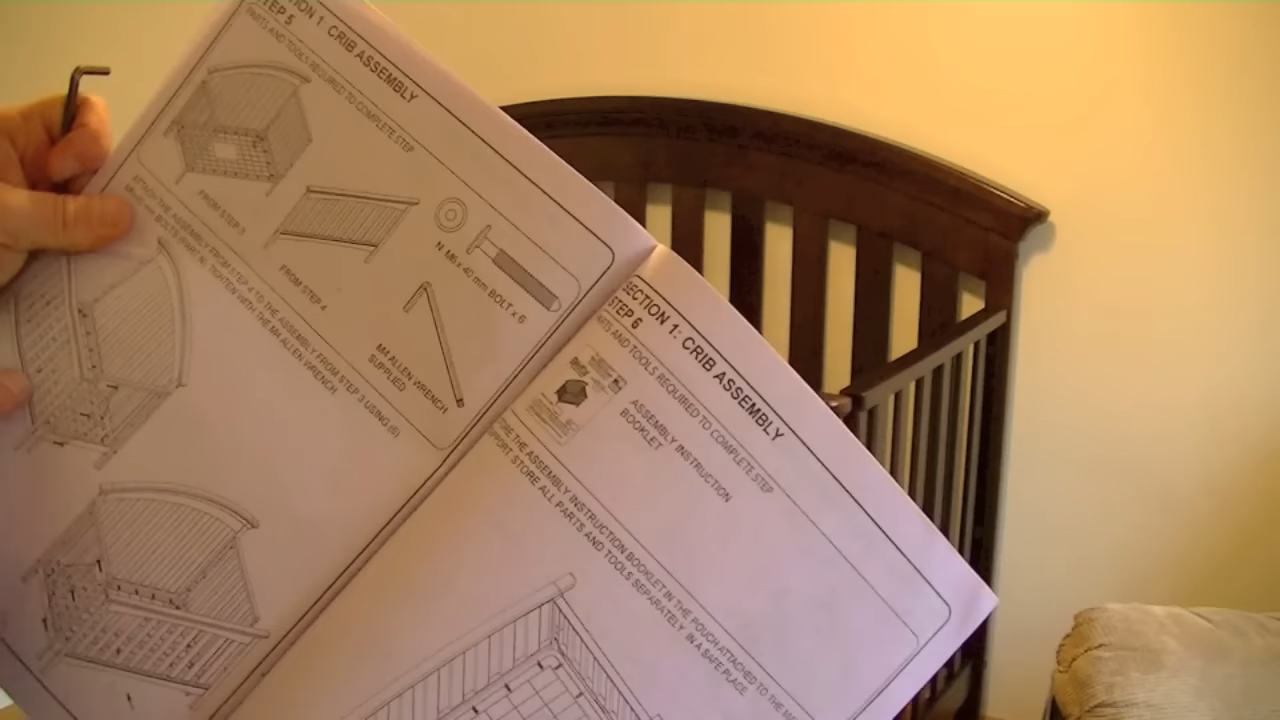 SECTION 1: CRIB ASSEMBLY
STEP 5
PARTS AND TOOLS REQUIRED TO COMPLETE STEP
FROM STEP 3
FROM STEP 4
N. M6 x 40 mm BOLT x 6
M4 ALLEN WRENCH
SUPPLIED
ATTACH THE ASSEMBLY FROM STEP 4 TO THE ASSEMBLY FROM STEP 3 USING (6)
BOLTS (PART N). TIGHTEN WITH THE M4 ALLEN WRENCH.
SECTION 1: CRIB ASSEMBLY
STEP 6
PARTS AND TOOLS REQUIRED TO COMPLETE STEP
ASSEMBLY INSTRUCTION
BOOKLET
THE ASSEMBLY INSTRUCTION BOOKLET IN THE POUCH ATTACHED TO THE
STORE ALL PARTS AND TOOLS SEPARATELY IN A SAFE PLACE